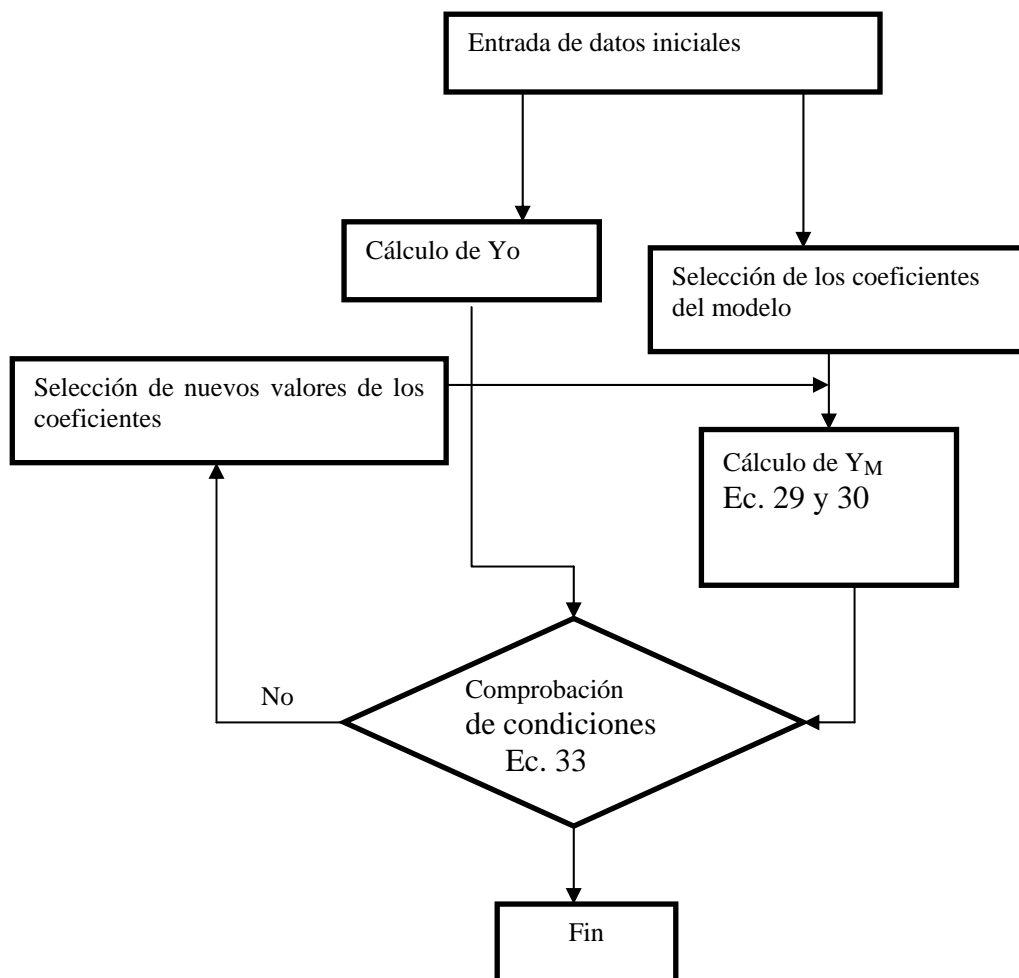 Entrada de datos iniciales
Cálculo de Yo
Selección de los coeficientes
del modelo
Selección de nuevos valores de los
coeficientes
Cálculo de YM
Ec. 29 y 30
No
Comprobación
de condiciones
Ec. 33
Fin